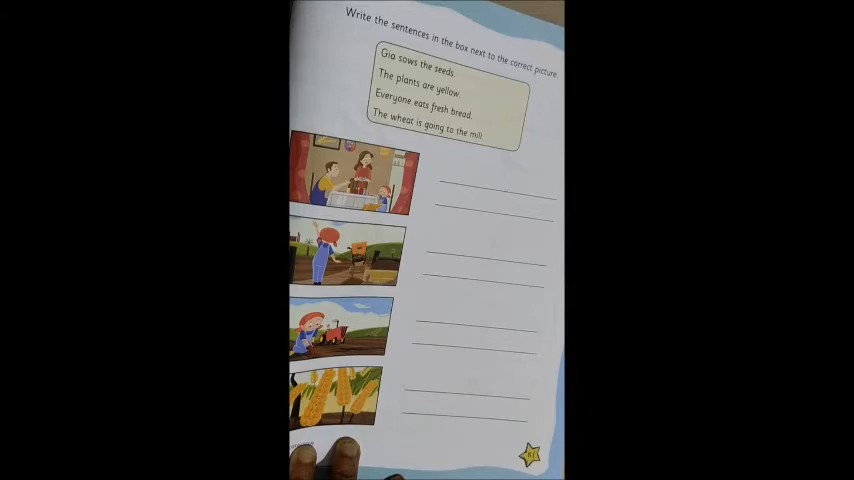 Write the sentences in the box next to the correct picture.
Gia sows the seeds.
The plants are yellow.
Everyone eats fresh bread.
The wheat is going to the mill.
81